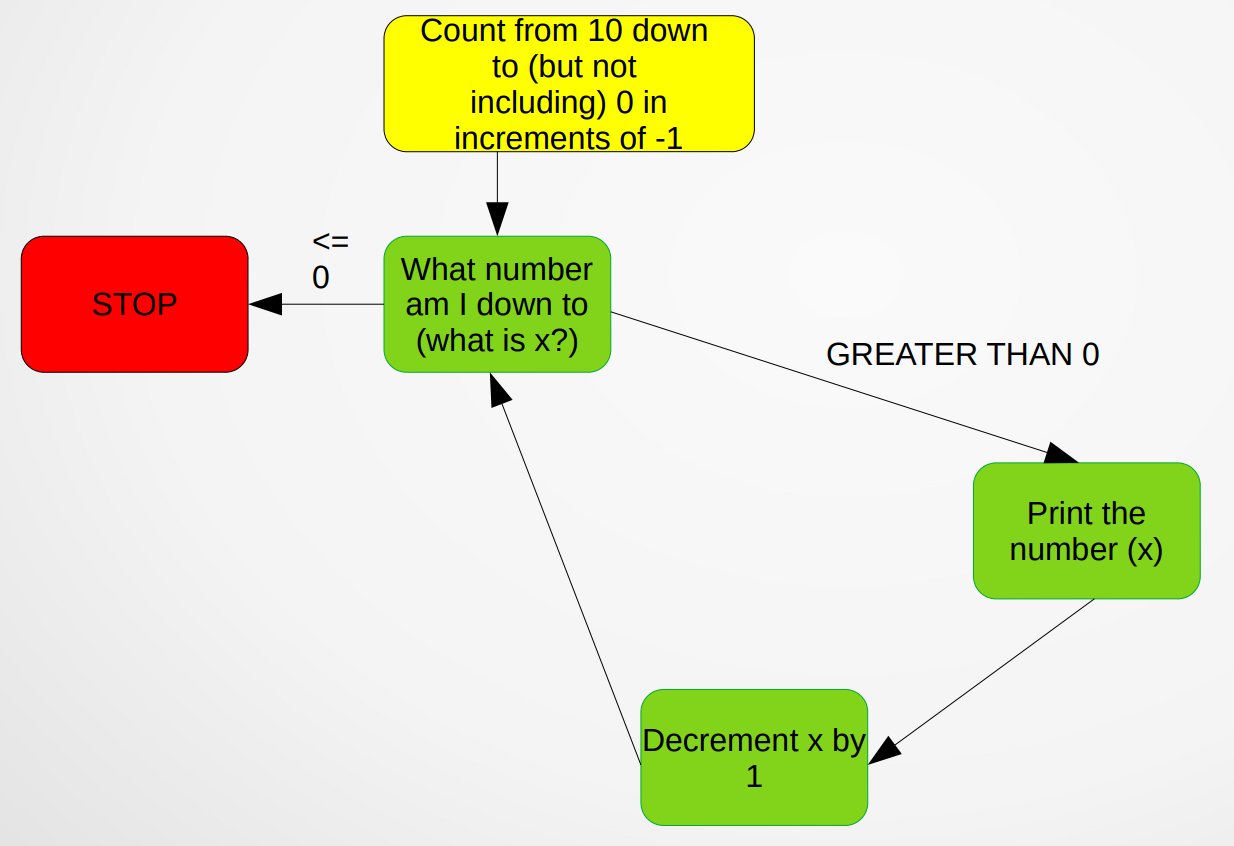 Count from 10 down
to (but not
including) 0 in
increments of -1
<=
0
STOP
What number
am I down to
(what is x?)
GREATER THAN 0
Print the
number (x)
Decrement x by
1